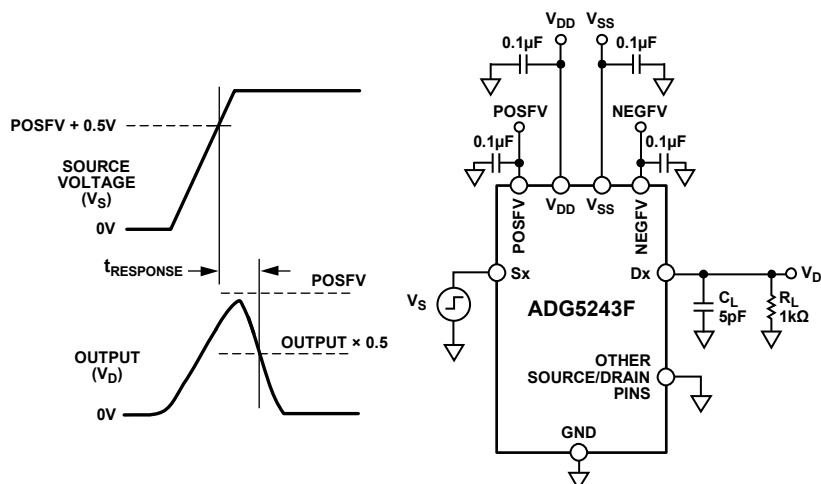 POSFV + 0.5V
SOURCE
VOLTAGE
(VS)
0V
tRESPONSE
POSFV
OUTPUT × 0.5
OUTPUT
(VD)
0V
VDD
VSS
0.1µF
0.1µF
POSFV
NEGFV
0.1µF
0.1µF
POSFV
VDD
VSS
NEGFV
VS
Sx
Dx
VD
ADG5243F
CL
5pF
RL
1kΩ
OTHER
SOURCE/DRAIN
PINS
GND